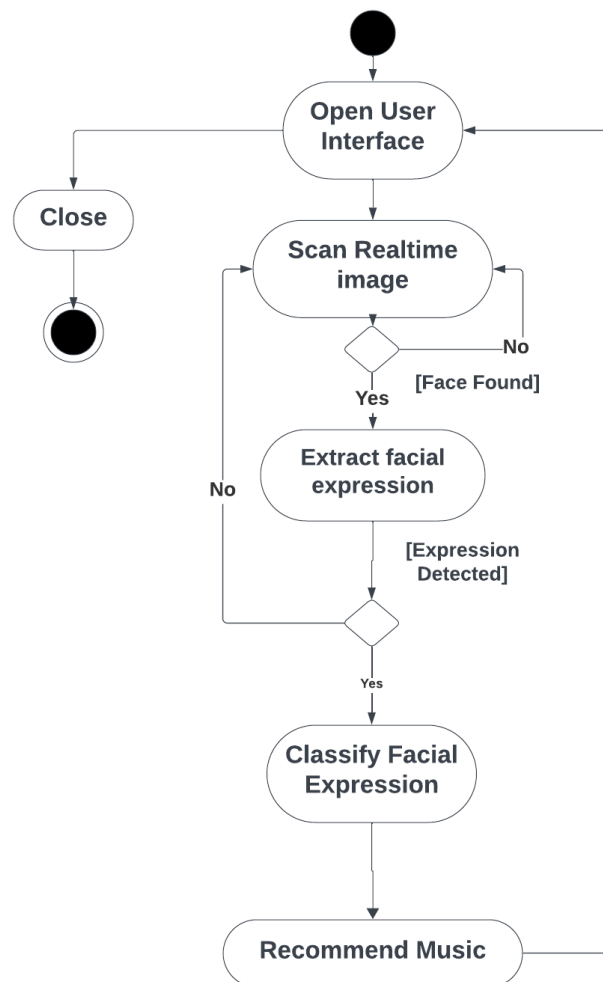 Open User
Interface
Close
Scan Realtime
image
No
[Face Found]
Yes
Extract facial
expression
No
[Expression
Detected]
Yes
Classify Facial
Expression
Recommend Music